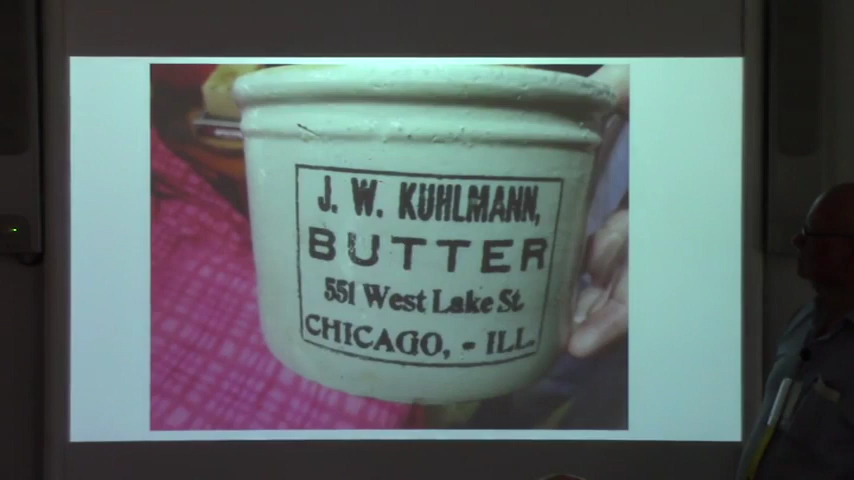 J. W. KUHLMANN,
BUTTER
551 West Lake St.
CHICAGO, - ILL.